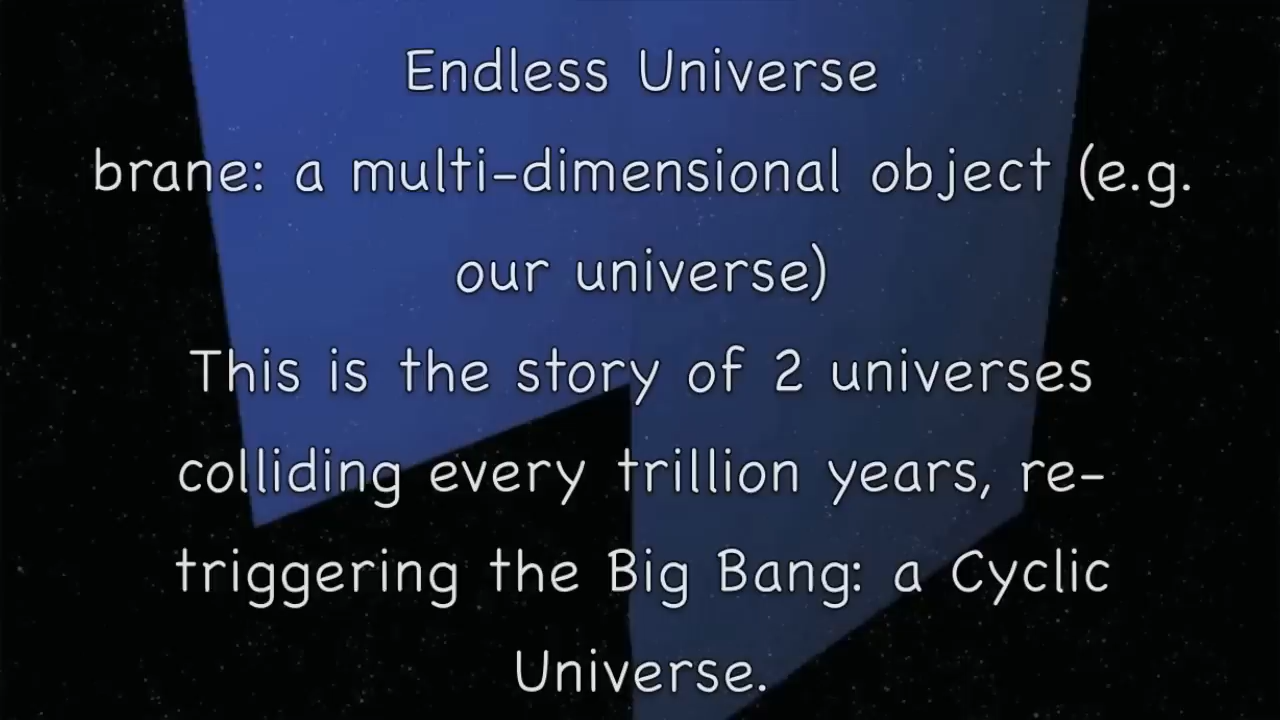 Endless Universe
brane: a multi-dimensional object (e.g.
our universe)
This is the story of 2 universes
colliding every trillion years, re-
triggering the Big Bang: a Cyclic
Universe.